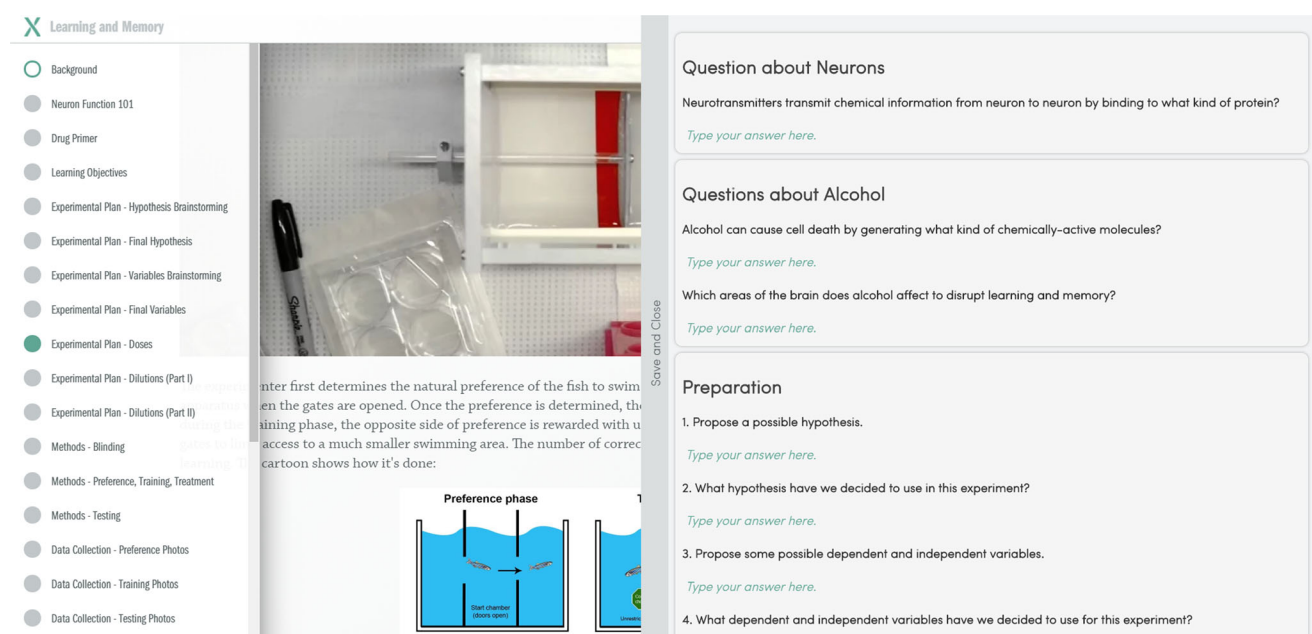 Learning and Memory
Background
Neuron Function 101
Drug Primer
Learning Objectives
Experimental Plan - Hypothesis Brainstorming
Experimental Plan - Final Hypothesis
Experimental Plan - Variables Brainstorming
Experimental Plan - Final Variables
Experimental Plan - Doses
Experimental Plan - Dilutions (Part I)
Experimental Plan - Dilutions (Part II)
Methods - Blinding
Methods - Preference, Training, Treatment
Methods - Testing
Data Collection - Preference Photos
Data Collection - Training Photos
Data Collection - Testing Photos
Sharpie
enter first determines the natural preference of the fish to swim
en the gates are opened. Once the preference is determined, the
aining phase, the opposite side of preference is rewarded with u
access to a much smaller swimming area. The number of correc
cartoon shows how it's done:
Preference phase
Start chamber
(doors open)
Save and Close
Question about Neurons
Neurotransmitters transmit chemical information from neuron to neuron by binding to what kind of protein?
Type your answer here.
Questions about Alcohol
Alcohol can cause cell death by generating what kind of chemically-active molecules?
Type your answer here.
Which areas of the brain does alcohol affect to disrupt learning and memory?
Type your answer here.
Preparation
1. Propose a possible hypothesis.
Type your answer here.
2. What hypothesis have we decided to use in this experiment?
Type your answer here.
3. Propose some possible dependent and independent variables.
Type your answer here.
4. What dependent and independent variables have we decided to use for this experiment?